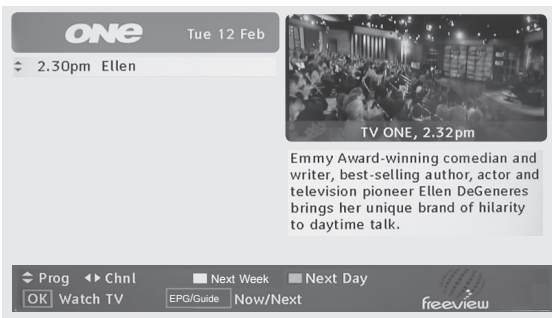 ONE Tue 12 Feb
2.30pm Ellen
TV ONE, 2.32pm
Emmy Award-winning comedian and
writer, best-selling author, actor and
television pioneer Ellen DeGeneres
brings her unique brand of hilarity
to daytime talk.
Prog Chnl Next Week Next Day
OK Watch TV EPG/Guide Now/Next
freeview